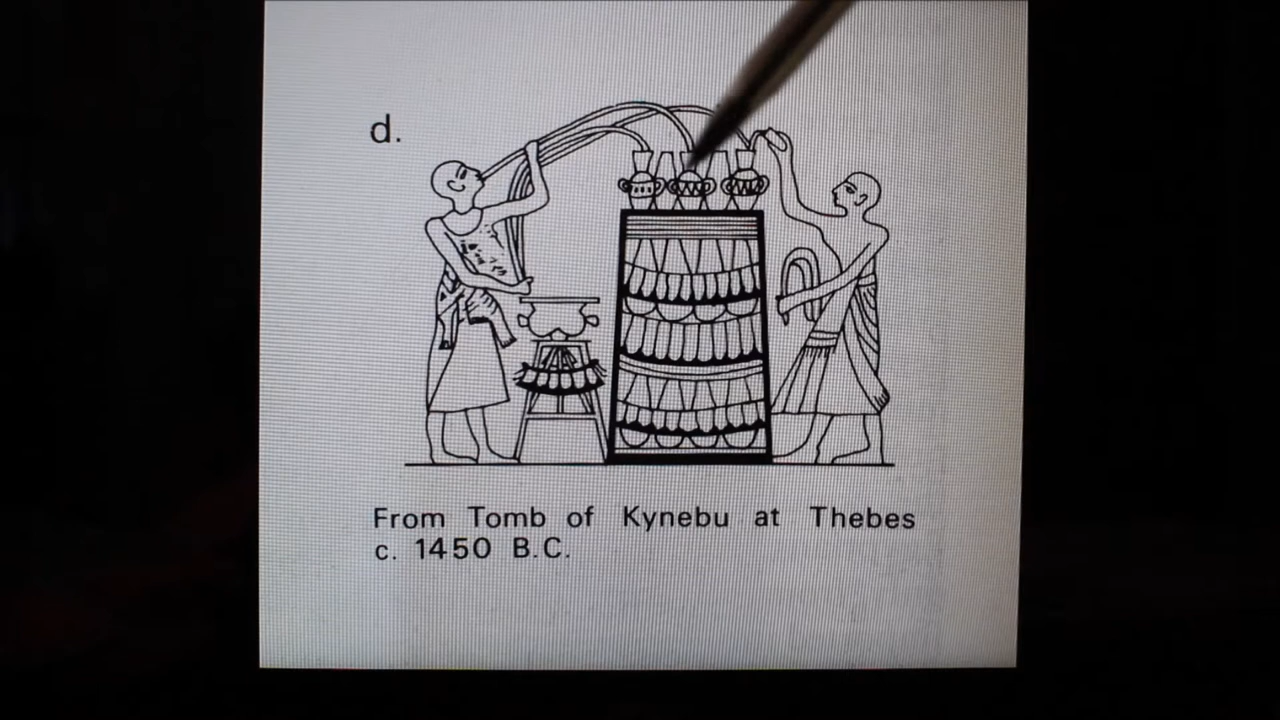 d.
From Tomb of Kynebu at Thebes
c. 1450 B.C.